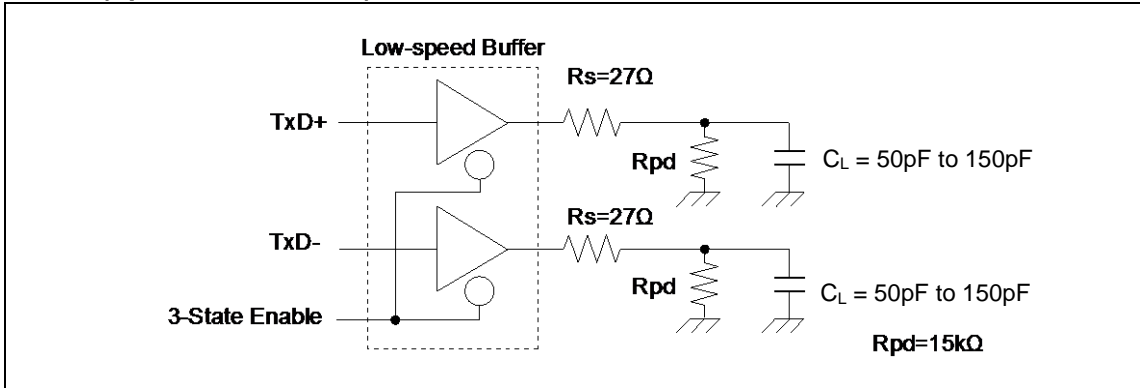 Low-speed Buffer
Rs=27Ω
TxD+
Rpd
CL = 50pF to 150pF
Rs=27Ω
TxD-
Rpd
CL = 50pF to 150pF
3-State Enable
Rpd=15kΩ